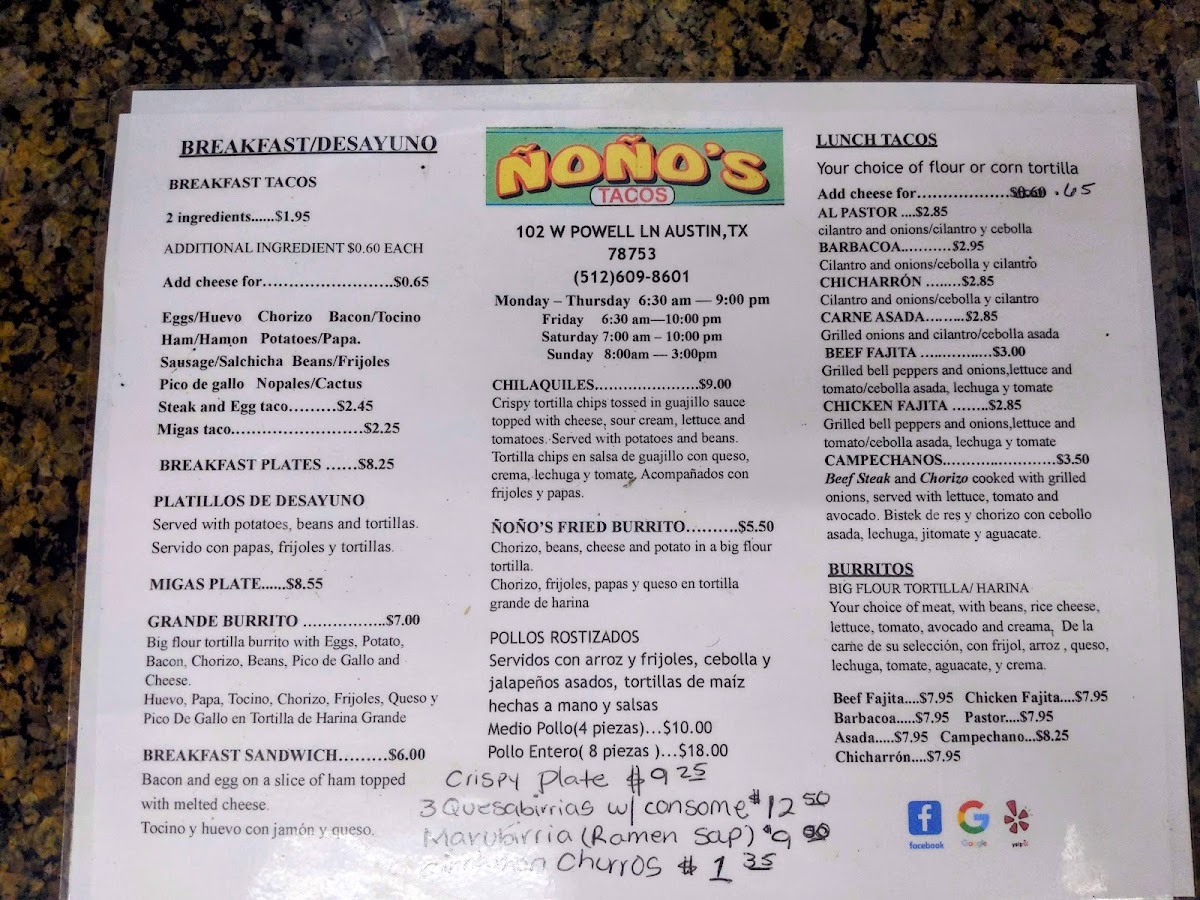 BREAKFAST/DESAYUNO
BREAKFAST TACOS
2 ingredients......$1.95
ADDITIONAL INGREDIENT $0.60 EACH
Add cheese for........................$0.65
Eggs/Huevo Chorizo Bacon/Tocino
Ham/Hamon Potatoes/Papa.
Sausage/Salchicha Beans/Frijoles
Pico de gallo Nopales/Cactus
Steak and Egg taco.........$2.45
Migas taco.........................$2.25
BREAKFAST PLATES ......$8.25
PLATILLOS DE DESAYUNO
Served with potatoes, beans and tortillas.
Servido con papas, frijoles y tortillas.
MIGAS PLATE......$8.55
GRANDE BURRITO ................$7.00
Big flour tortilla burrito with Eggs, Potato,
Bacon, Chorizo, Beans, Pico de Gallo and
Cheese.
Huevo, Papa, Tocino, Chorizo, Frijoles, Queso y
Pico De Gallo en Tortilla de Harina Grande
BREAKFAST SANDWICH.........$6.00
Bacon and egg on a slice of ham topped
with melted cheese.
Tocino y huevo con jamón y queso.
ÑOÑO'S
TACOS
102 W POWELL LN AUSTIN,TX
78753
(512)609-8601
Monday – Thursday 6:30 am — 9:00 pm
Friday 6:30 am—10:00 pm
Saturday 7:00 am – 10:00 pm
Sunday 8:00am — 3:00pm
CHILAQUILES.....................$9.00
Crispy tortilla chips tossed in guajillo sauce
topped with cheese, sour cream, lettuce and
tomatoes. Served with potatoes and beans.
Tortilla chips en salsa de guajillo con queso,
crema, lechuga y tomate. Acompañados con
frijoles y papas.
ÑOÑO'S FRIED BURRITO.........$5.50
Chorizo, beans, cheese and potato in a big flour
tortilla.
Chorizo, frijoles, papas y queso en tortilla
grande de harina
POLLOS ROSTIZADOS
Servidos con arroz y frijoles, cebolla y
jalapeños asados, tortillas de maíz
hechas a mano y salsas
Medio Pollo(4 piezas)...$10.00
Pollo Entero( 8 piezas )...$18.00
Crispy plate $9 25
3 Quesabirrias w/ consome $12 50
Marubirria (Ramen Sap) $9
Churros $1 35
LUNCH TACOS
Your choice of flour or corn tortilla
Add cheese for...................$0.60 .65
AL PASTOR ....$2.85
cilantro and onions/cilantro y cebolla
BARBACOA..........$2.95
Cilantro and onions/cebolla y cilantro
CHICHARRÓN ........$2.85
Cilantro and onions/cebolla y cilantro
CARNE ASADA.........$2.85
Grilled onions and cilantro/cebolla asada
BEEF FAJITA ................$3.00
Grilled bell peppers and onions,lettuce and
tomato/cebolla asada, lechuga y tomate
CHICKEN FAJITA ........$2.85
Grilled bell peppers and onions,lettuce and
tomato/cebolla asada, lechuga y tomate
CAMPECHANOS.........................$3.50
Beef Steak and Chorizo cooked with grilled
onions, served with lettuce, tomato and
avocado. Bistek de res y chorizo con cebollo
asada, lechuga, jitomate y aguacate.
BURRITOS
BIG FLOUR TORTILLA/ HARINA
Your choice of meat, with beans, rice cheese,
lettuce, tomato, avocado and creama, De la
carne de su selección, con frijol, arroz , queso,
lechuga, tomate, aguacate, y crema.
Beef Fajita....$7.95 Chicken Fajita....$7.95
Barbacoa.....$7.95 Pastor....$7.95
Asada.....$7.95 Campechano...$8.25
Chicharrón....$7.95
facebook Google yelp